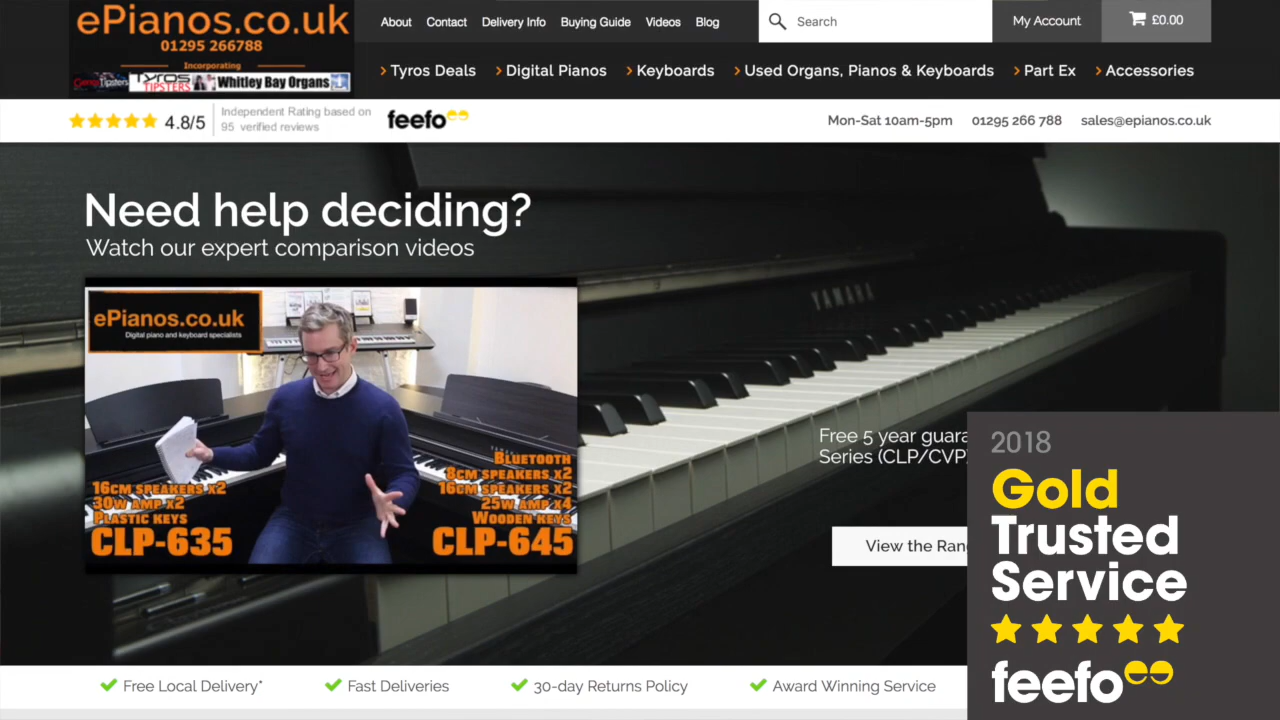 ePianos.co.uk
01295 266788
Incorporating
TYROS
TIPSTERS
Whitley Bay Organs
About Contact Delivery Info Buying Guide Videos Blog
Search
My Account
£0.00
Tyros Deals Digital Pianos Keyboards Used Organs, Pianos & Keyboards Part Ex Accessories
4.8/5
Independent Rating based on
95 verified reviews
feefo
Mon-Sat 10am-5pm 01295 266 788 sales@epianos.co.uk
Need help deciding?
Watch our expert comparison videos
ePianos.co.uk
Digital piano and keyboard specialists
16cm speakers x2
30w amp x2
Plastic keys
CLP-635
Bluetooth
8cm speakers x2
16cm speakers x2
25w amp x4
Wooden keys
CLP-645
YAMAHA
Free 5 year guara
Series (CLP/CVP)
View the Ran
2018
Gold
Trusted
Service
feefo
Free Local Delivery* Fast Deliveries 30-day Returns Policy Award Winning Service